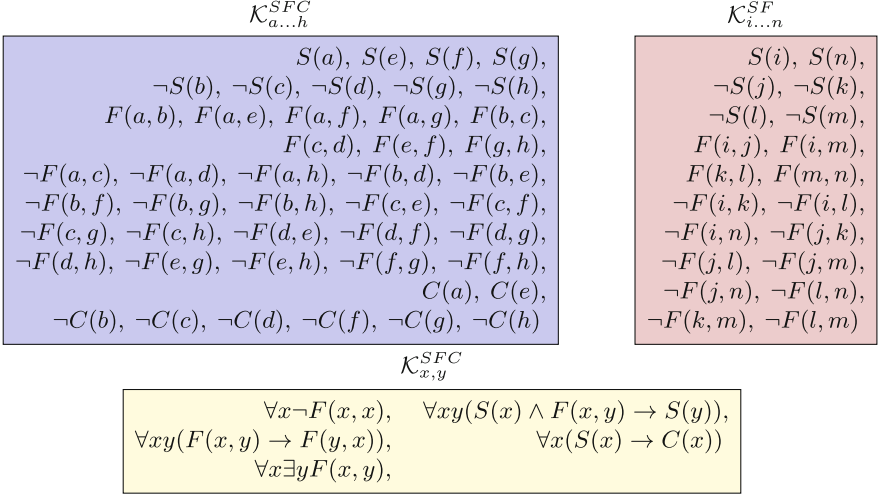 𝒦^{SFC}_{a...h}
S(a), S(e), S(f), S(g),
¬S(b), ¬S(c), ¬S(d), ¬S(g), ¬S(h),
F(a,b), F(a,e), F(a,f), F(a,g), F(b,c),
F(c,d), F(e,f), F(g,h),
¬F(a,c), ¬F(a,d), ¬F(a,h), ¬F(b,d), ¬F(b,e),
¬F(b,f), ¬F(b,g), ¬F(b,h), ¬F(c,e), ¬F(c,f),
¬F(c,g), ¬F(c,h), ¬F(d,e), ¬F(d,f), ¬F(d,g),
¬F(d,h), ¬F(e,g), ¬F(e,h), ¬F(f,g), ¬F(f,h),
C(a), C(e),
¬C(b), ¬C(c), ¬C(d), ¬C(f), ¬C(g), ¬C(h)
𝒦^{SF}_{i...n}
S(i), S(n),
¬S(j), ¬S(k),
¬S(l), ¬S(m),
F(i,j), F(i,m),
F(k,l), F(m,n),
¬F(i,k), ¬F(i,l),
¬F(i,n), ¬F(j,k),
¬F(j,l), ¬F(j,m),
¬F(j,n), ¬F(l,n),
¬F(k,m), ¬F(l,m)
𝒦^{SFC}_{x,y}
∀x¬F(x,x), ∀xy(S(x) ∧ F(x,y) → S(y)),
∀xy(F(x,y) → F(y,x)), ∀x(S(x) → C(x))
∀x∃yF(x,y),